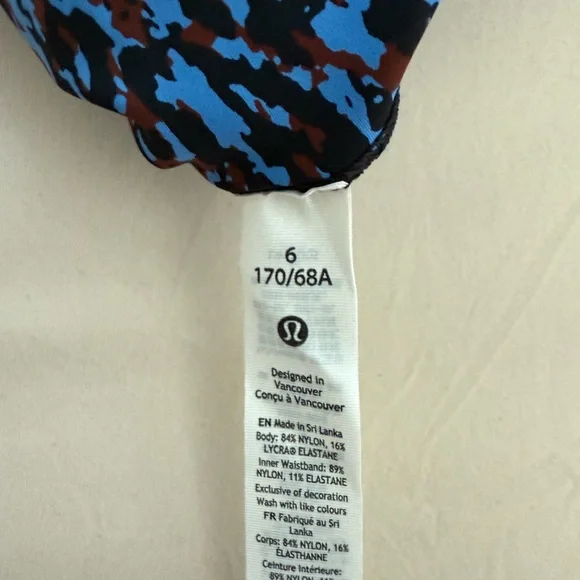 6
170/68A
Designed in
Vancouver
Conçu à Vancouver
EN Made in Sri Lanka
Body: 84% NYLON, 16%
LYCRA® ELASTANE
Inner Waistband: 89%
NYLON, 11% ELASTANE
Exclusive of decoration
Wash with like colours
FR Fabriqué au Sri
Lanka
Corps: 84% NYLON, 16%
ÉLASTHANNE
Ceinture Intérieure:
89% NYLON,